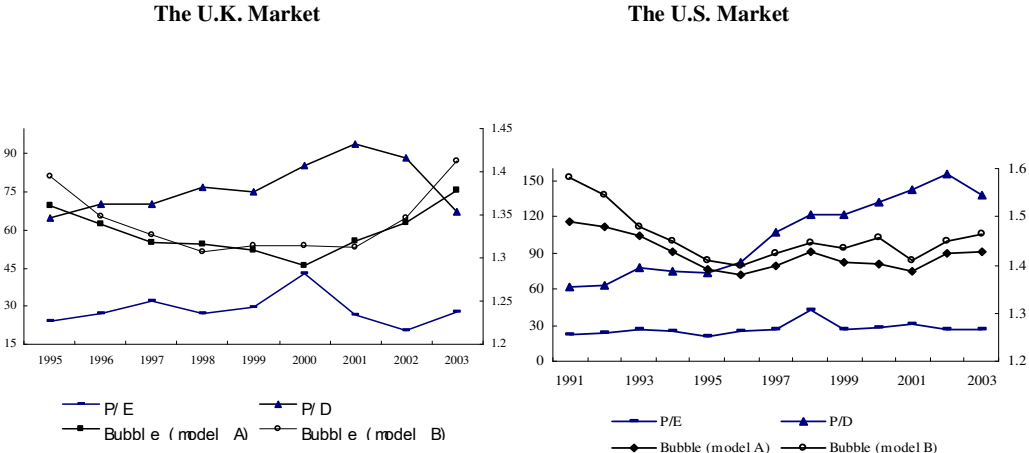 The U.K. Market
The U.S. Market
90
75
60
45
30
15
1.45
1.4
1.35
1.3
1.25
1.2
1995 1996 1997 1998 1999 2000 2001 2002 2003
P/ E
P/ D
Bubbl e ( model A)
Bubbl e ( model B)
150
120
90
60
30
0
1.6
1.5
1.4
1.3
1.2
1991 1993 1995 1997 1999 2001 2003
P/E
P/D
Bubble (model A)
Bubble (model B)